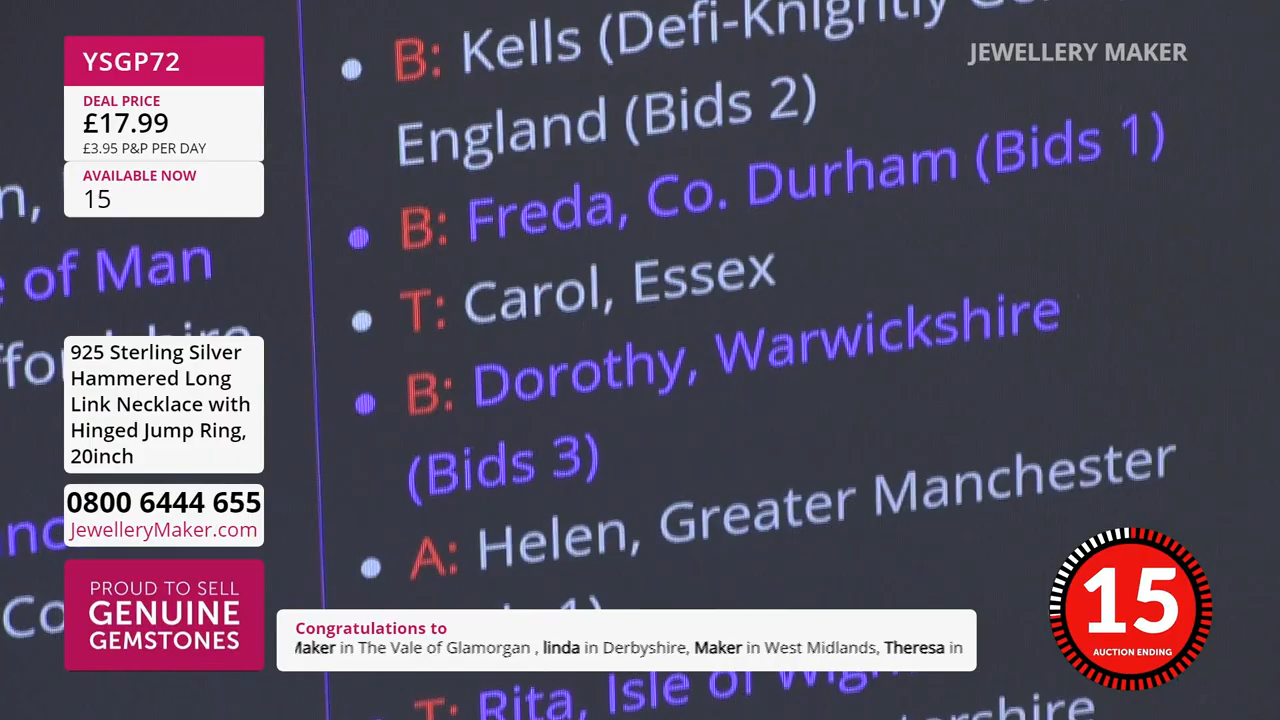 YSGP72
DEAL PRICE
£17.99
£3.95 P&P PER DAY
AVAILABLE NOW
15
925 Sterling Silver
Hammered Long
Link Necklace with
Hinged Jump Ring,
20inch
0800 6444 655
JewelleryMaker.com
PROUD TO SELL
GENUINE
GEMSTONES
JEWELLERY MAKER
of Man
B: Kells (Defi-Knightly
England (Bids 2)
B: Freda, Co. Durham (Bids 1)
T: Carol, Essex
B: Dorothy, Warwickshire
(Bids 3)
A: Helen, Greater Manchester
T: Rita, Isle of
Congratulations to
Maker in The Vale of Glamorgan , linda in Derbyshire, Maker in West Midlands, Theresa in
15
AUCTION ENDING